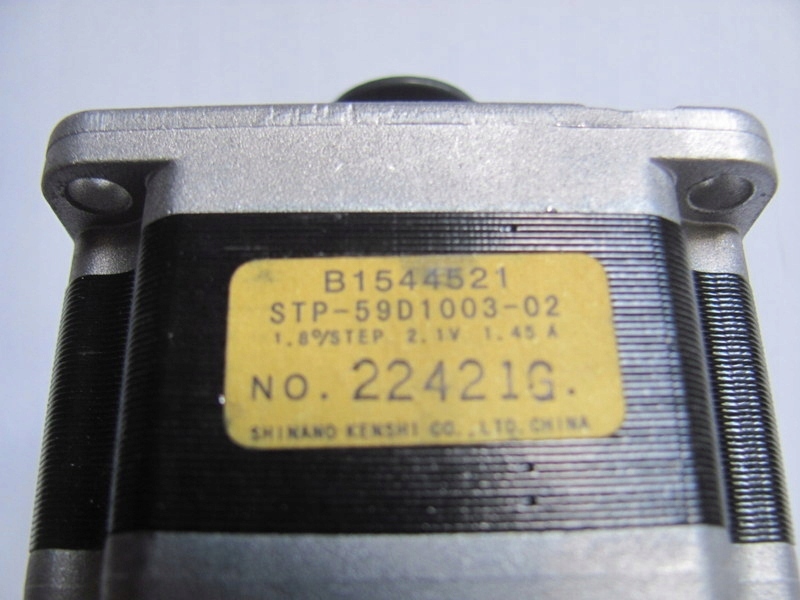 B1544521
STP-59D1003-02
1.8°/STEP 2.1V 1.45 A
NO. 22421G.
SHINANO KENSHI CO., LTD. CHINA